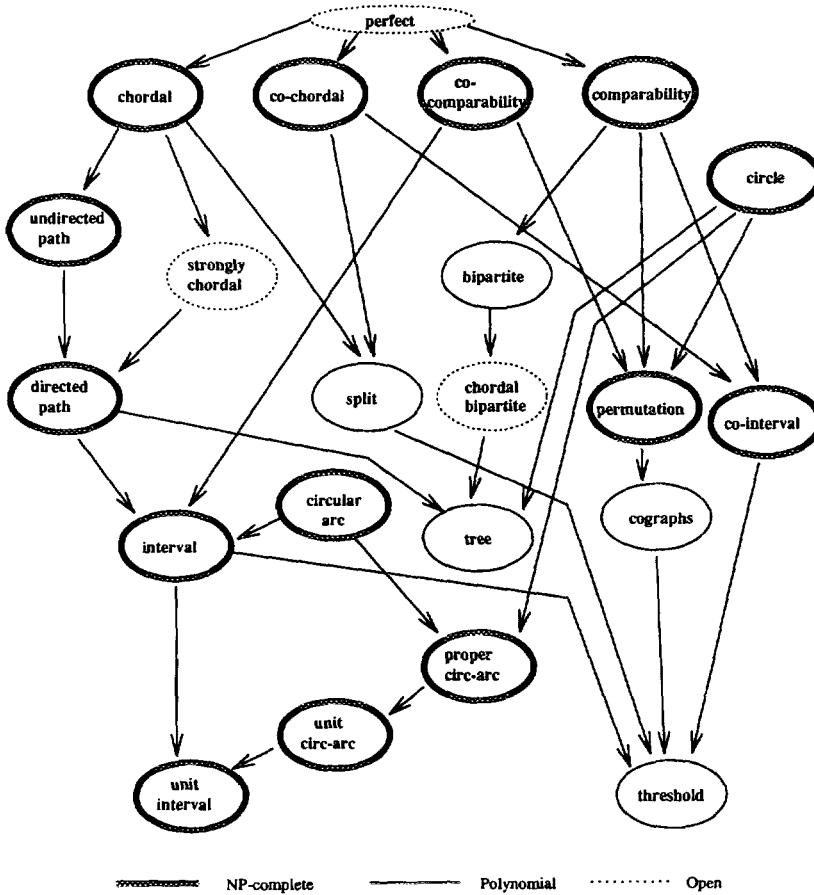 perfect
chordal
co-chordal
co-
comparability
comparability
circle
undirected
path
strongly
chordal
bipartite
directed
path
split
chordal
bipartite
permutation
co-interval
circular
arc
interval
tree
cographs
proper
circ-arc
unit
circ-arc
unit
interval
threshold
NP-complete
Polynomial
Open